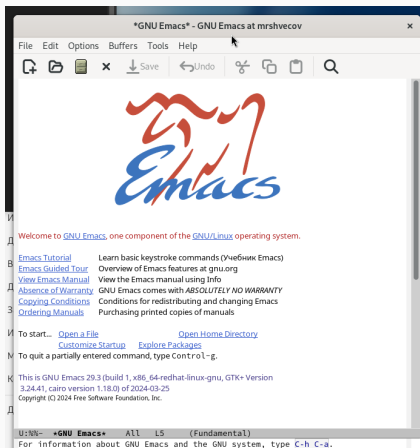 *GNU Emacs* - GNU Emacs at mrshvecov
File Edit Options Buffers Tools Help
Save Undo
Emacs
Welcome to GNU Emacs, one component of the GNU/Linux operating system.
Emacs Tutorial Learn basic keystroke commands (Учебник Emacs)
Emacs Guided Tour Overview of Emacs features at gnu.org
View Emacs Manual View the Emacs manual using Info
Absence of Warranty GNU Emacs comes with ABSOLUTELY NO WARRANTY
Copying Conditions Conditions for redistributing and changing Emacs
Ordering Manuals Purchasing printed copies of manuals
To start... Open a File Open Home Directory
Customize Startup Explore Packages
To quit a partially entered command, type Control-g.
This is GNU Emacs 29.3 (build 1, x86_64-redhat-linux-gnu, GTK+ Version
3.24.41, cairo version 1.18.0) of 2024-03-25
Copyright (C) 2024 Free Software Foundation, Inc.
U:%%- *GNU Emacs* All L5 (Fundamental)
For information about GNU Emacs and the GNU system, type C-h C-a.